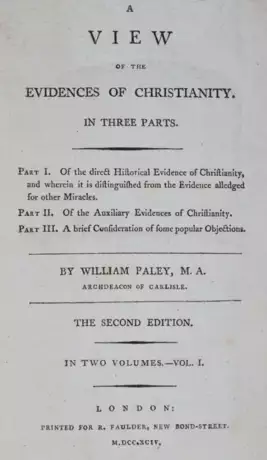 A
VIEW
OF THE
EVIDENCES OF CHRISTIANITY.
IN THREE PARTS.
PART I. Of the direct Hiſtorical Evidence of Chriſtianity,
and wherein it is diſtinguiſhed from the Evidence alledged
for other Miracles.
PART II. Of the Auxiliary Evidences of Chriſtianity.
PART III. A brief Conſideration of ſome popular Objections.
BY WILLIAM PALEY, M. A.
ARCHDEACON OF CARLISLE.
THE SECOND EDITION.
IN TWO VOLUMES.—VOL. I.
LONDON:
PRINTED FOR R. FAULDER, NEW BOND-STREET.
M,DCC,XCIV.